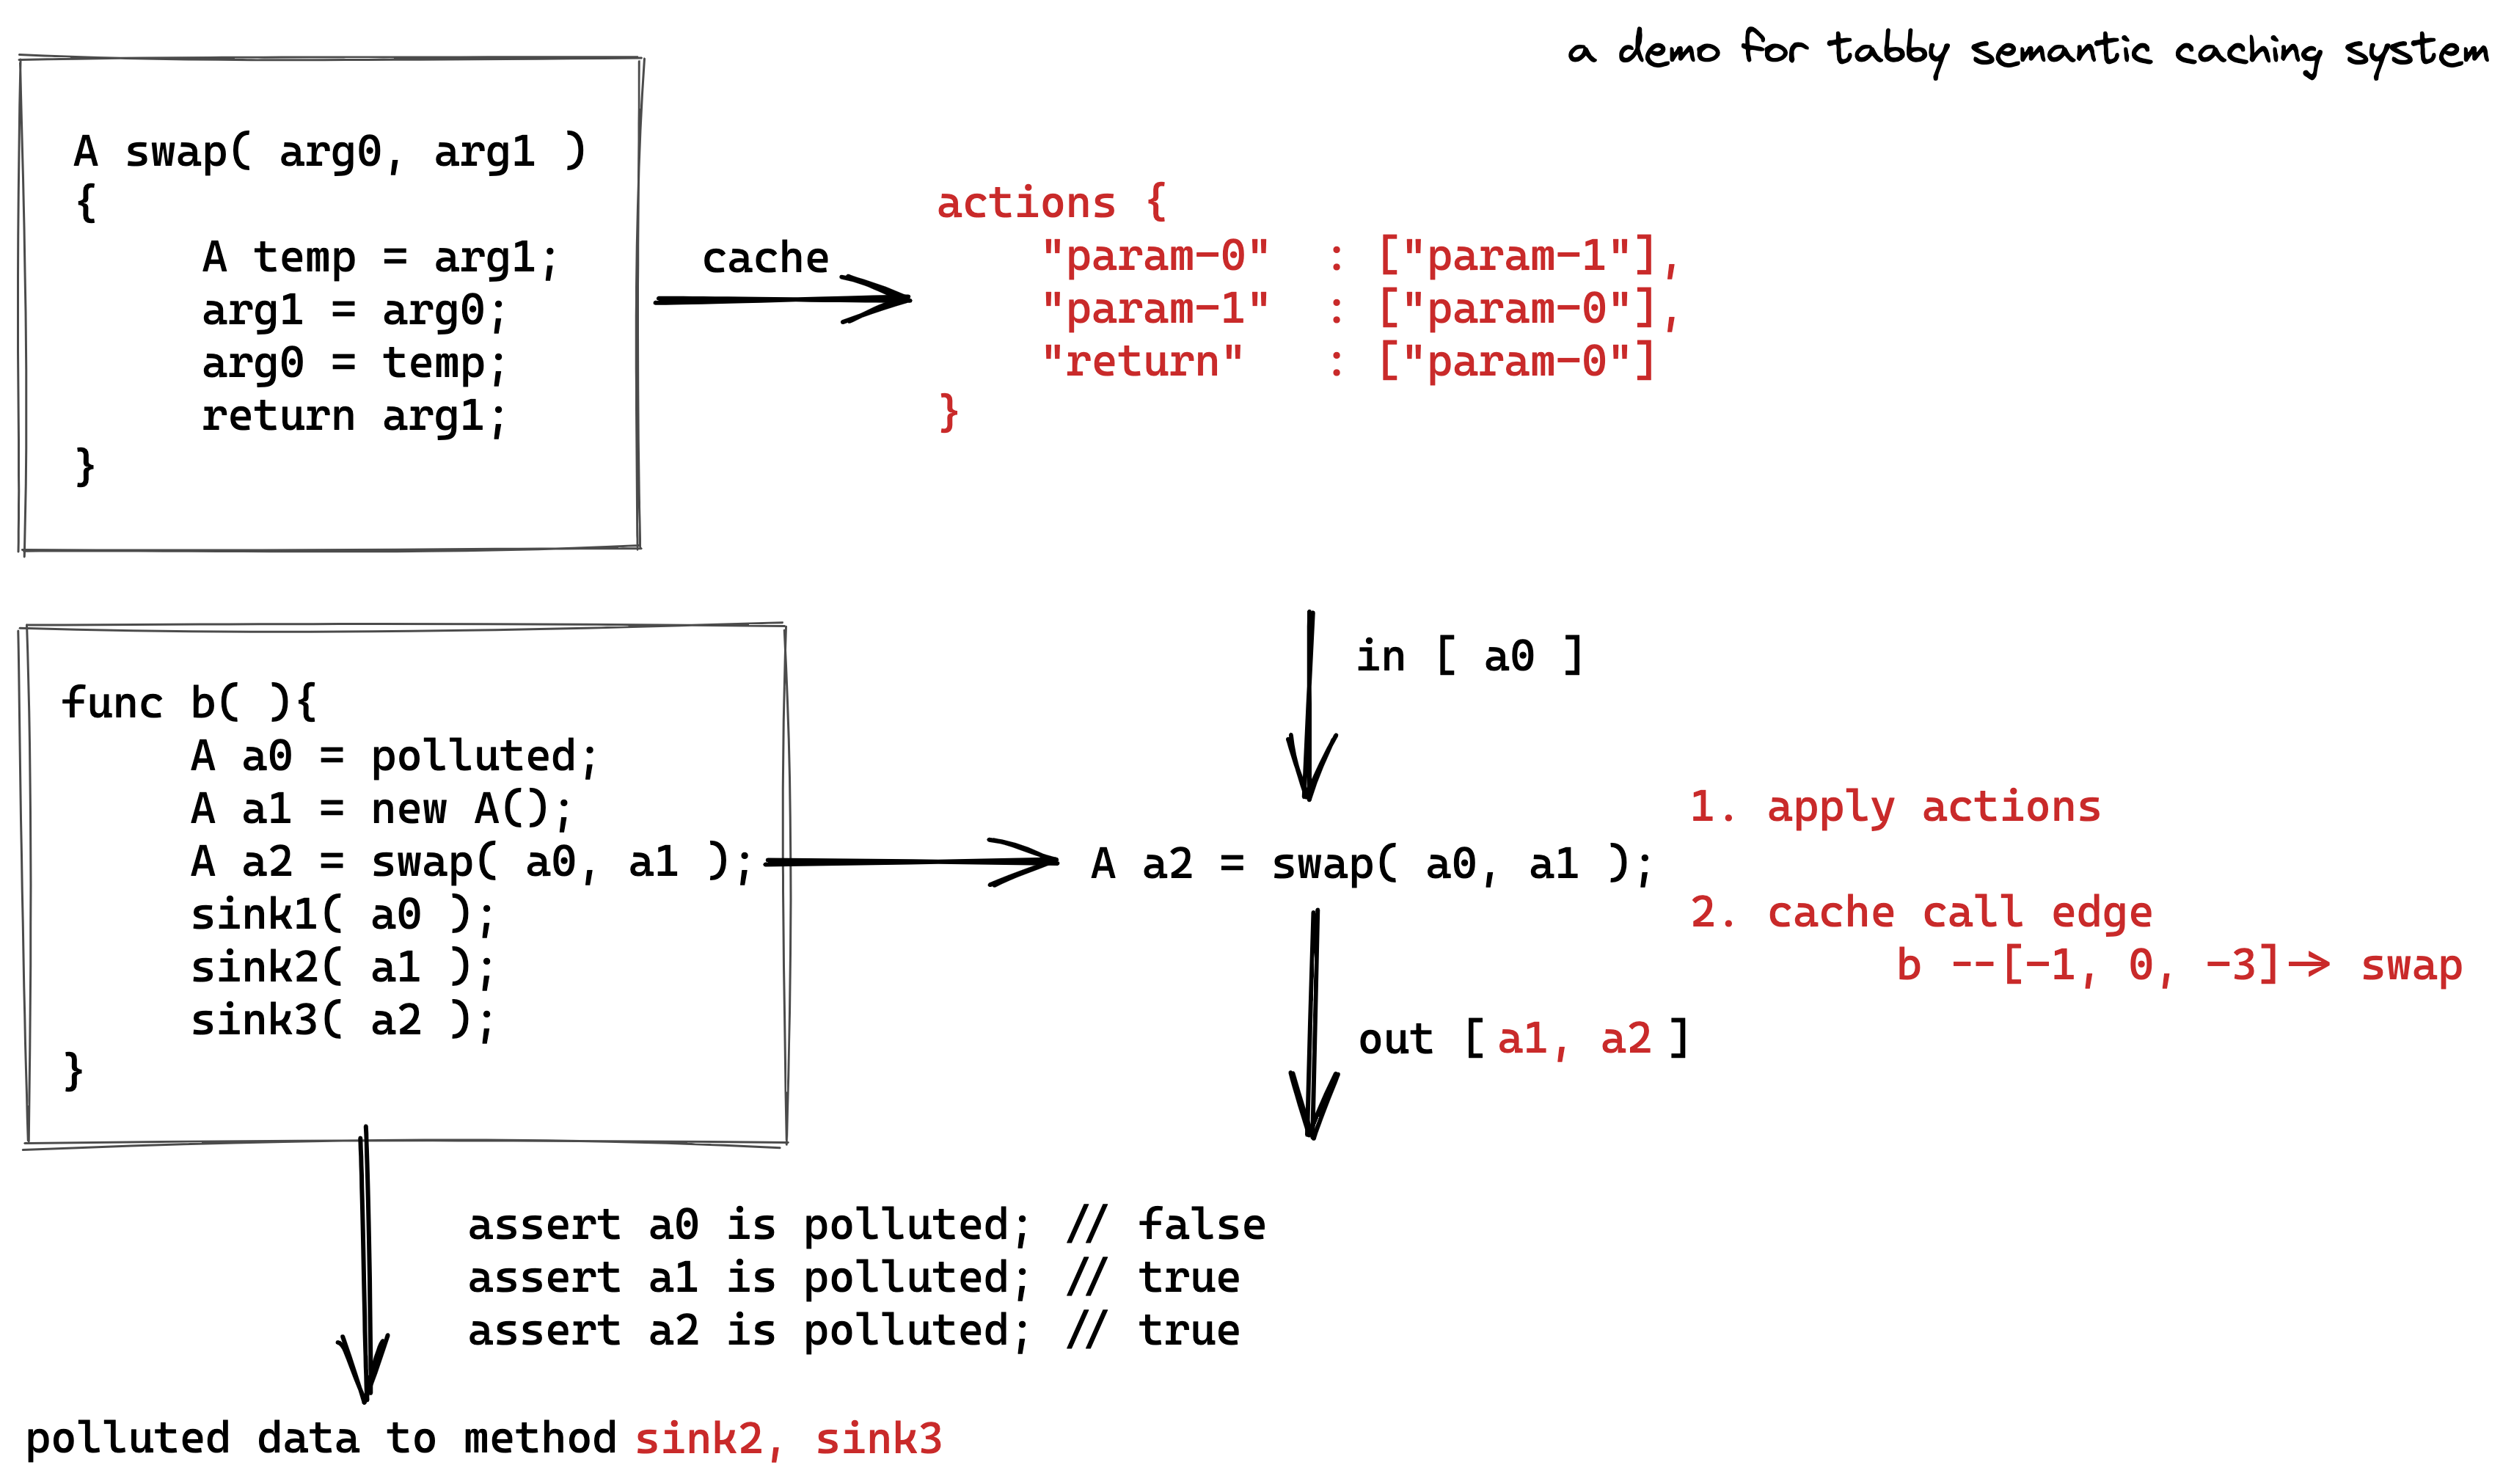 a demo for tabby semantic caching system
A swap( arg0, arg1 )
{
A temp = arg1;
arg1 = arg0;
arg0 = temp;
return arg1;
}
cache
actions {
"param-0" : ["param-1"],
"param-1" : ["param-0"],
"return" : ["param-0"]
}
func b( ){
A a0 = polluted;
A a1 = new A();
A a2 = swap( a0, a1 );
sink1( a0 );
sink2( a1 );
sink3( a2 );
}
in [ a0 ]
A a2 = swap( a0, a1 );
out [ a1, a2 ]
1. apply actions
2. cache call edge
b --[-1, 0, -3]-> swap
assert a0 is polluted; // false
assert a1 is polluted; // true
assert a2 is polluted; // true
polluted data to method sink2, sink3